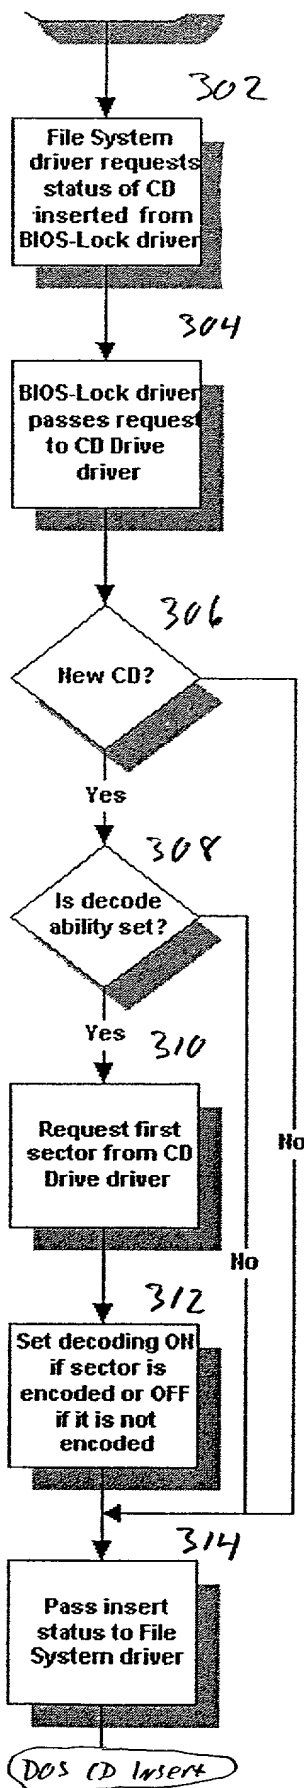 302
File System
driver requests
status of CD
inserted from
BIOS-Lock driver
304
BIOS-Lock driver
passes request
to CD Drive
driver
306
New CD?
Yes
308
Is decode
ability set?
Yes
310
Request first
sector from CD
Drive driver
No
No
312
Set decoding ON
if sector is
encoded or OFF
if it is not
encoded
314
Pass insert
status to File
System driver
DOS CD Insert